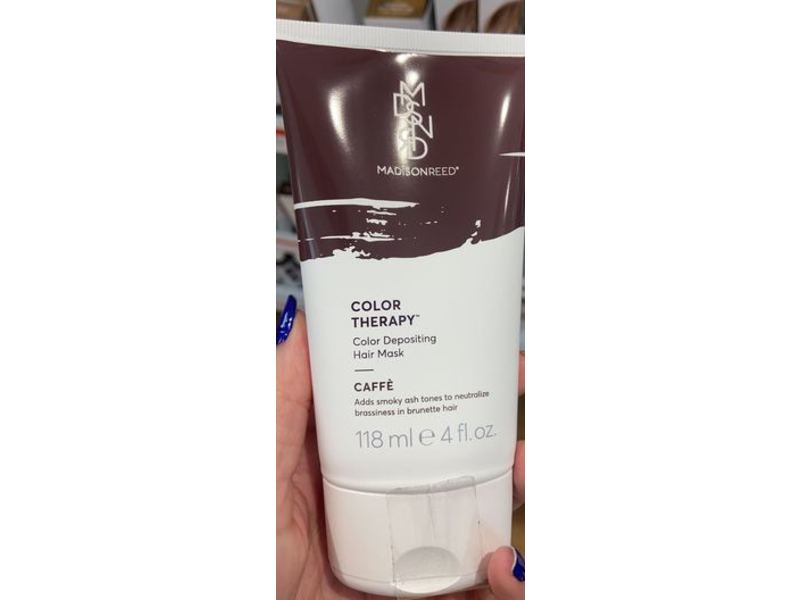 MADISONREED®
COLOR
THERAPY™
Color Depositing
Hair Mask
CAFFÈ
Adds smoky ash tones to neutralize
brassiness in brunette hair
118 ml ℮ 4 fl.oz.